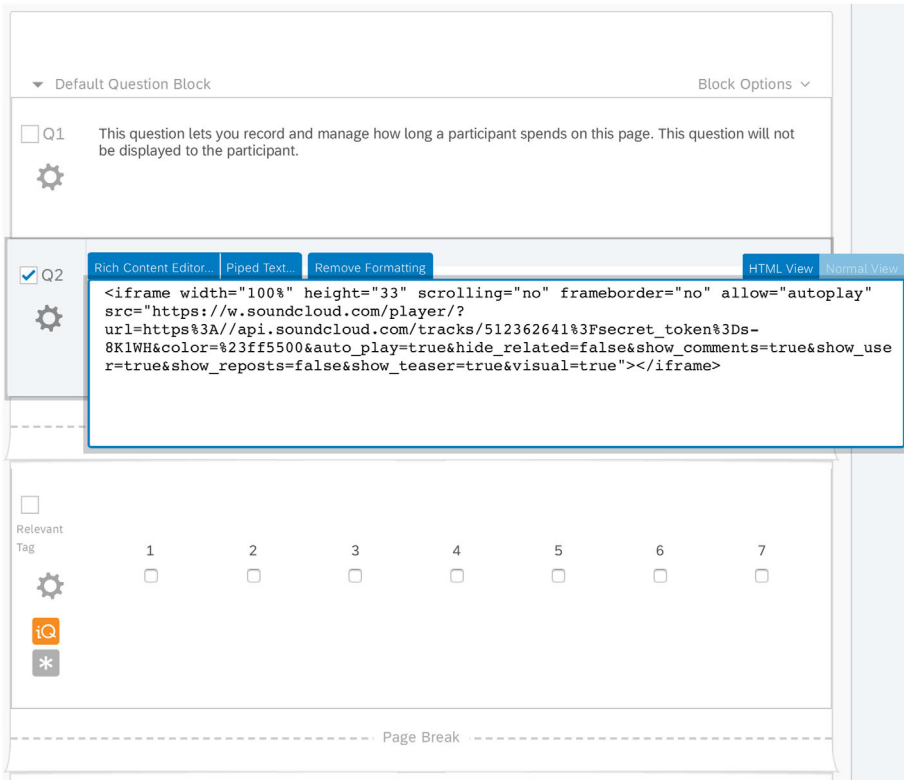 Default Question Block
Block Options
Q1
This question lets you record and manage how long a participant spends on this page. This question will not
be displayed to the participant.
Q2
Rich Content Editor... Piped Text... Remove Formatting
HTML View Normal View
<iframe width="100%" height="33" scrolling="no" frameborder="no" allow="autoplay"
src="https://w.soundcloud.com/player/?
url=https%3A//api.soundcloud.com/tracks/512362641%3Fsecret_token%3Ds-
8K1WH&color=%23ff5500&auto_play=true&hide_related=false&show_comments=true&show_use
r=true&show_reposts=false&show_teaser=true&visual=true"></iframe>
Relevant
Tag
1 2 3 4 5 6 7
iQ
Page Break